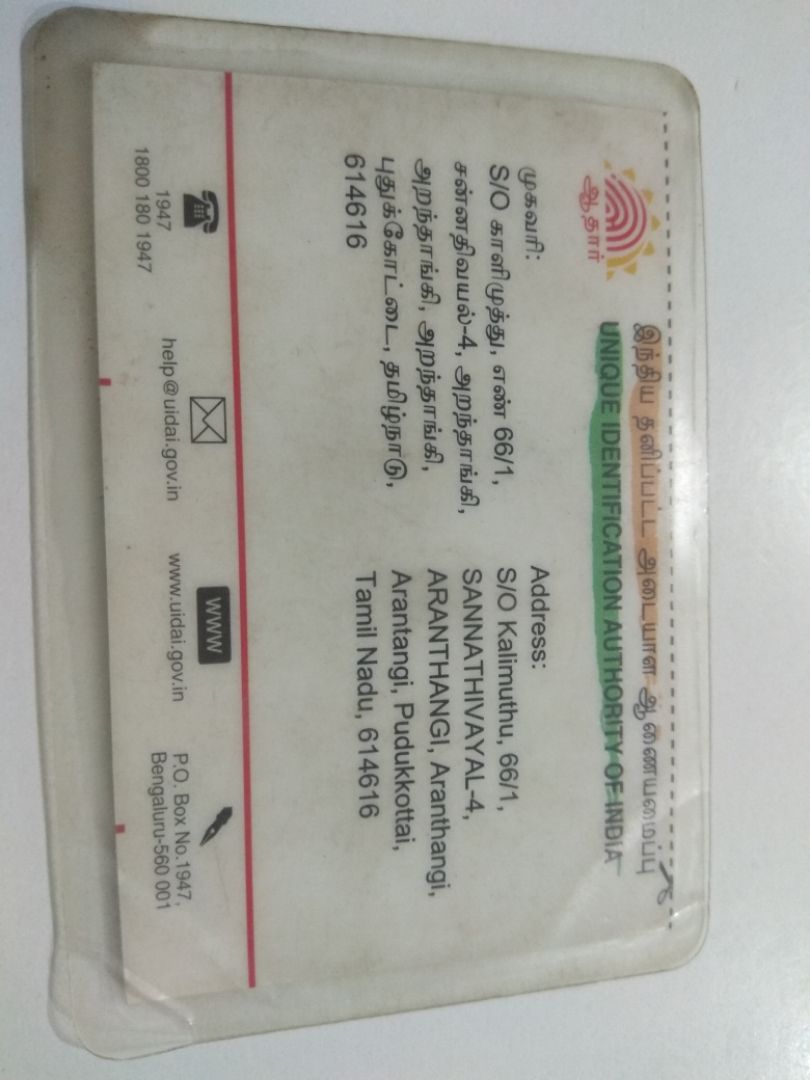 ஆதார்
இந்திய தனிப்பட்ட அடையாள ஆணையமைப்பு
UNIQUE IDENTIFICATION AUTHORITY OF INDIA
முகவரி:
S/O காளிமுத்து, எண் 66/1,
சன்னதிவயல்-4, அறந்தாங்கி,
அறந்தாங்கி, அறந்தாங்கி,
புதுக்கோட்டை, தமிழ்நாடு,
614616
Address:
S/O Kalimuthu, 66/1,
SANNATHIVAYAL-4,
ARANTHANGI, Aranthangi,
Arantangi, Pudukkottai,
Tamil Nadu, 614616
1947
1800 180 1947
help@uidai.gov.in
WWW
www.uidai.gov.in
P.O. Box No.1947,
Bengaluru-560 001